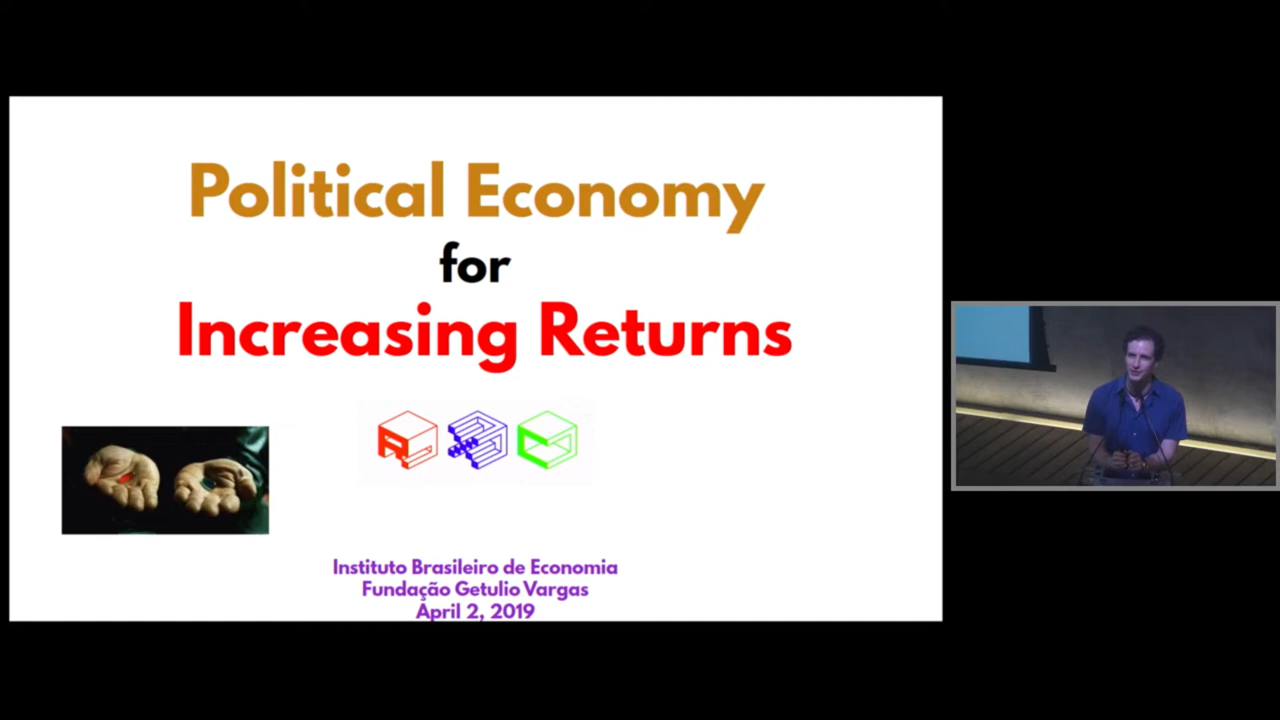 Political Economy
for
Increasing Returns
Instituto Brasileiro de Economia
Fundação Getulio Vargas
April 2, 2019